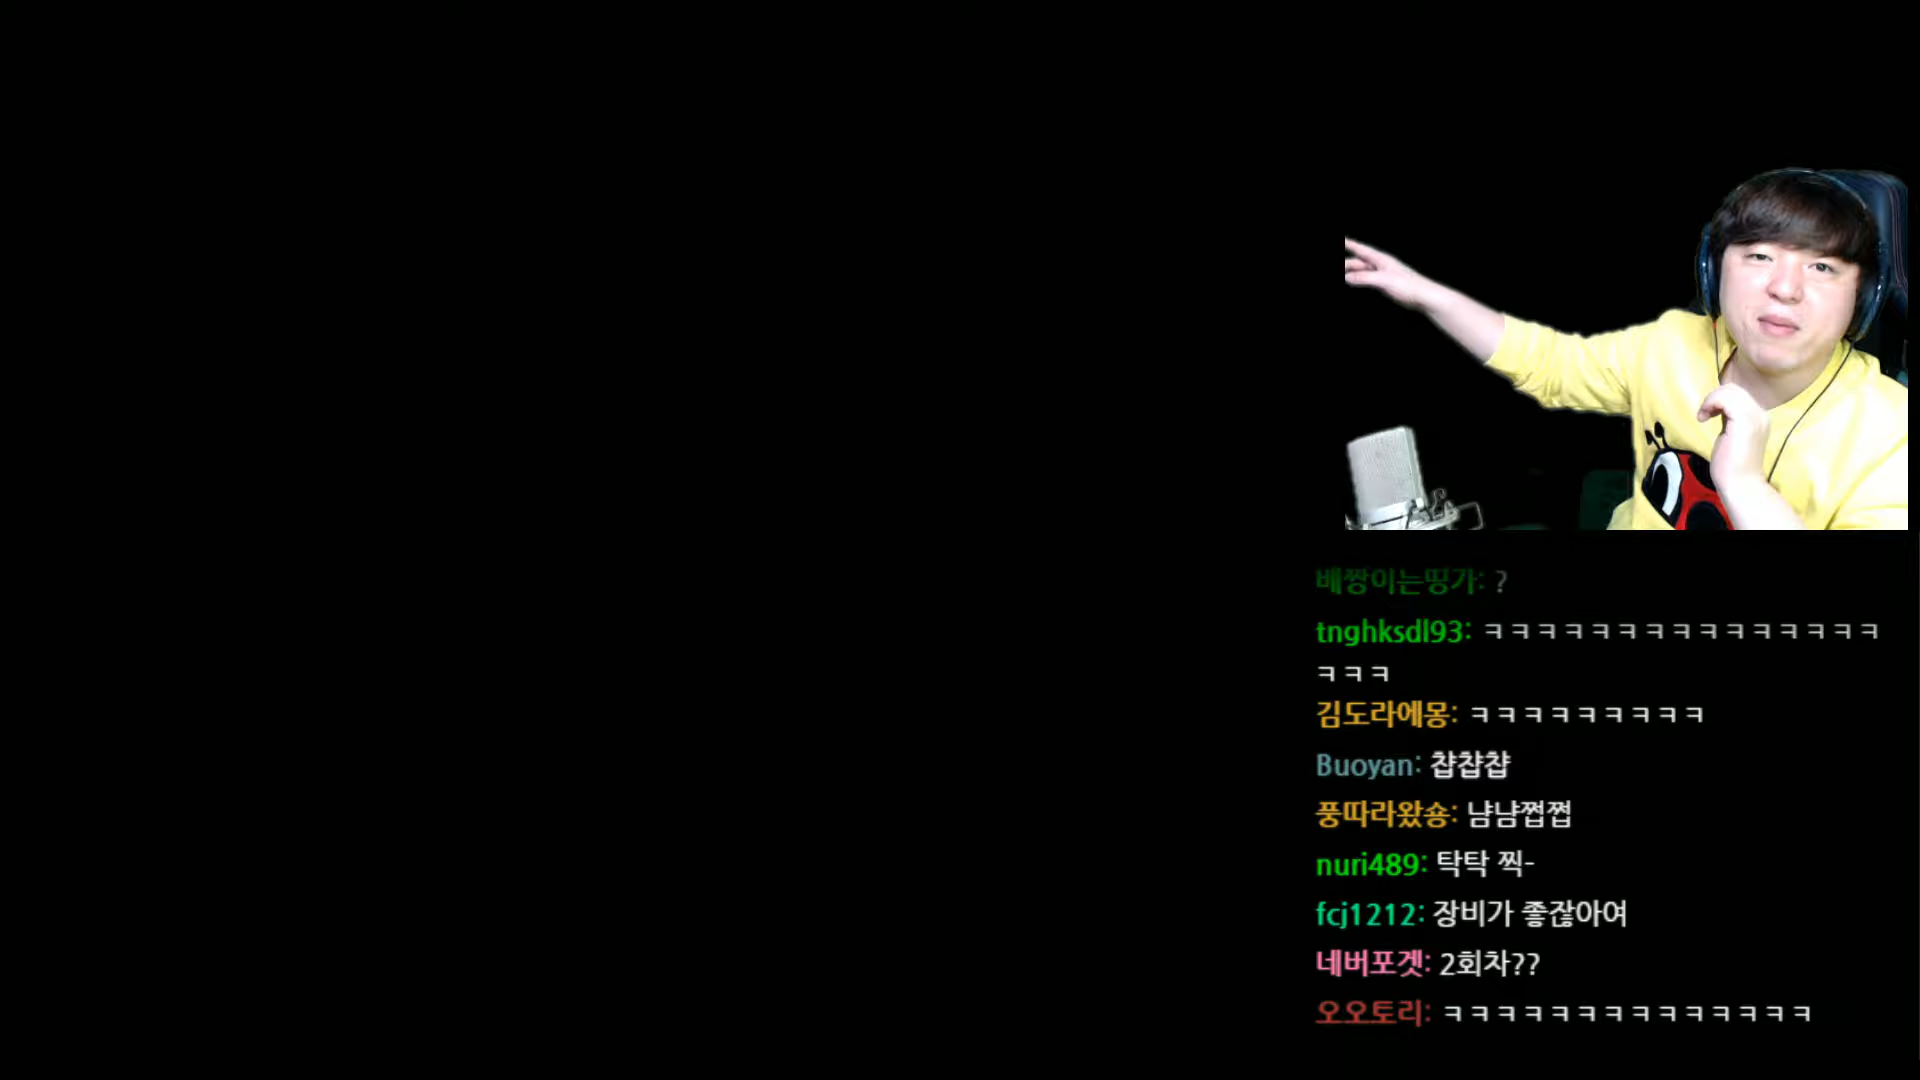 배짱이는띵가: ?
tnghksdl93: ㅋㅋㅋㅋㅋㅋㅋㅋㅋㅋㅋㅋㅋㅋㅋ
ㅋㅋㅋ
김도라에몽: ㅋㅋㅋㅋㅋㅋㅋㅋㅋ
Buoyan: 챱챱챱
풍따라왔숑: 냠냠쩝쩝
nuri489: 탁탁 찍-
fcj1212: 장비가 좋잖아여
네버포겟: 2회차??
오오토리: ㅋㅋㅋㅋㅋㅋㅋㅋㅋㅋㅋㅋㅋㅋ